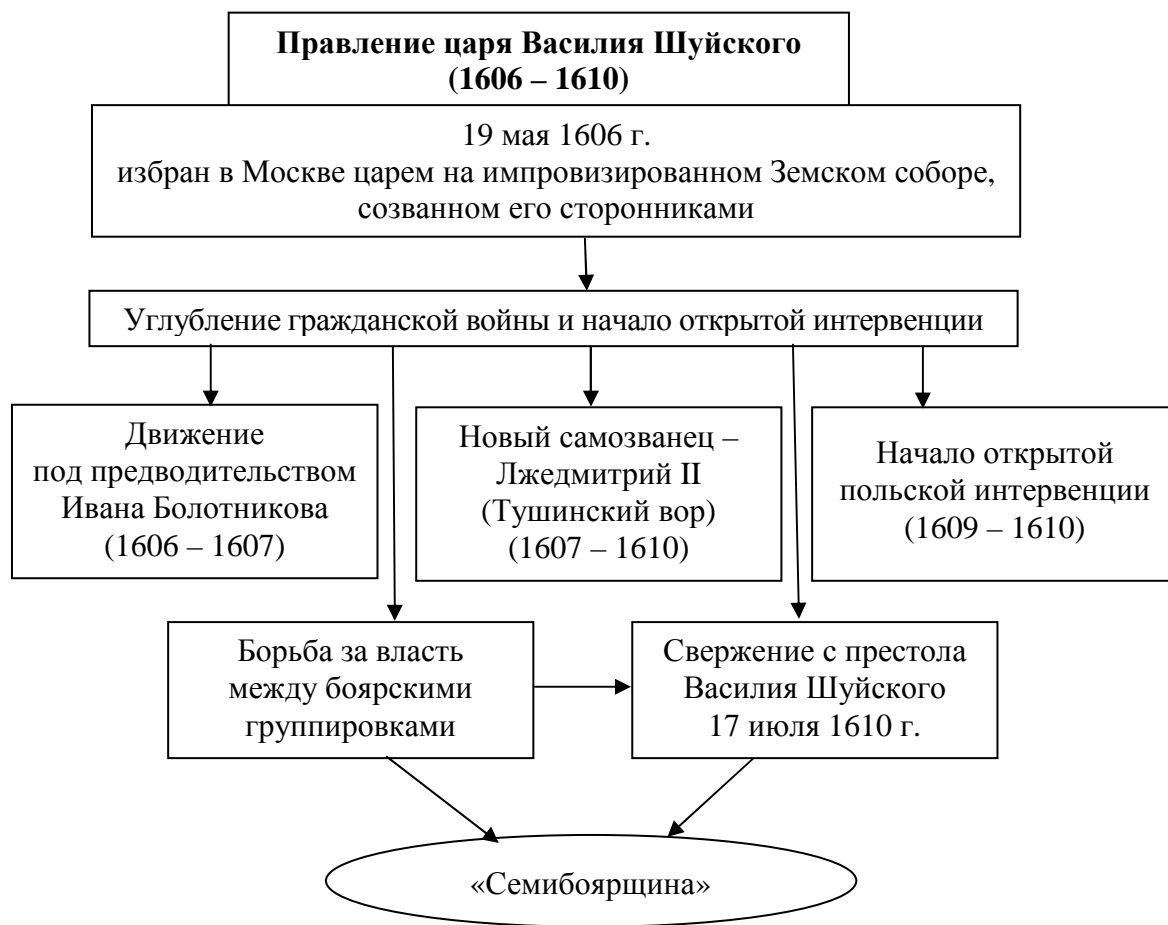 Правление царя Василия Шуйского
(1606 – 1610)
19 мая 1606 г.
избран в Москве царем на импровизированном Земском соборе,
созванном его сторонниками
Углубление гражданской войны и начало открытой интервенции
Движение
под предводительством
Ивана Болотникова
(1606 – 1607)
Новый самозванец –
Лжедмитрий II
(Тушинский вор)
(1607 – 1610)
Начало открытой
польской интервенции
(1609 – 1610)
Борьба за власть
между боярскими
группировками
Свержение с престола
Василия Шуйского
17 июля 1610 г.
«Семибоярщина»